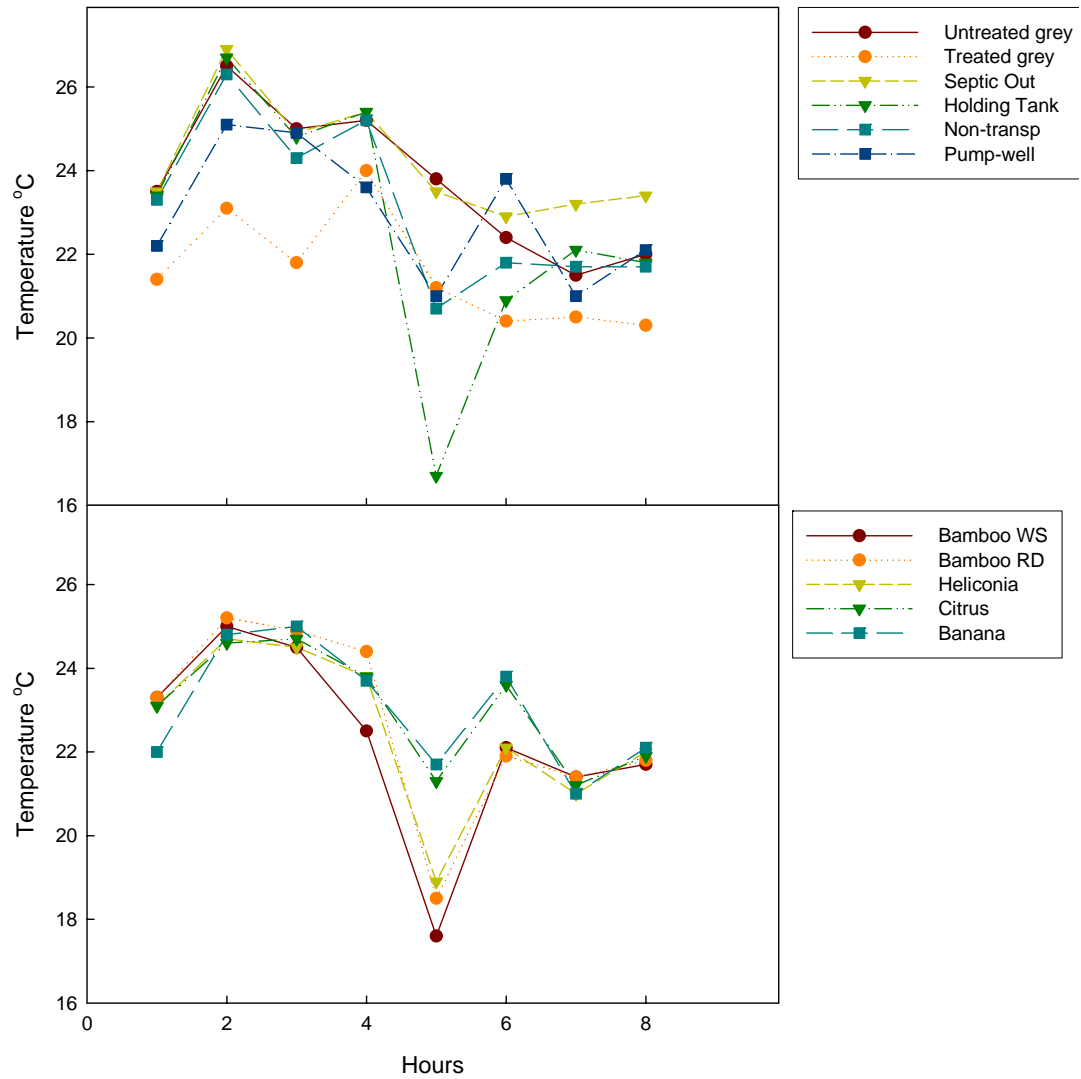 Temperature °C
26
24
22
20
18
16
Untreated grey
Treated grey
Septic Out
Holding Tank
Non-transp
Pump-well
Temperature °C
26
24
22
20
18
16
0
2
4
6
8
Hours
Bamboo WS
Bamboo RD
Heliconia
Citrus
Banana